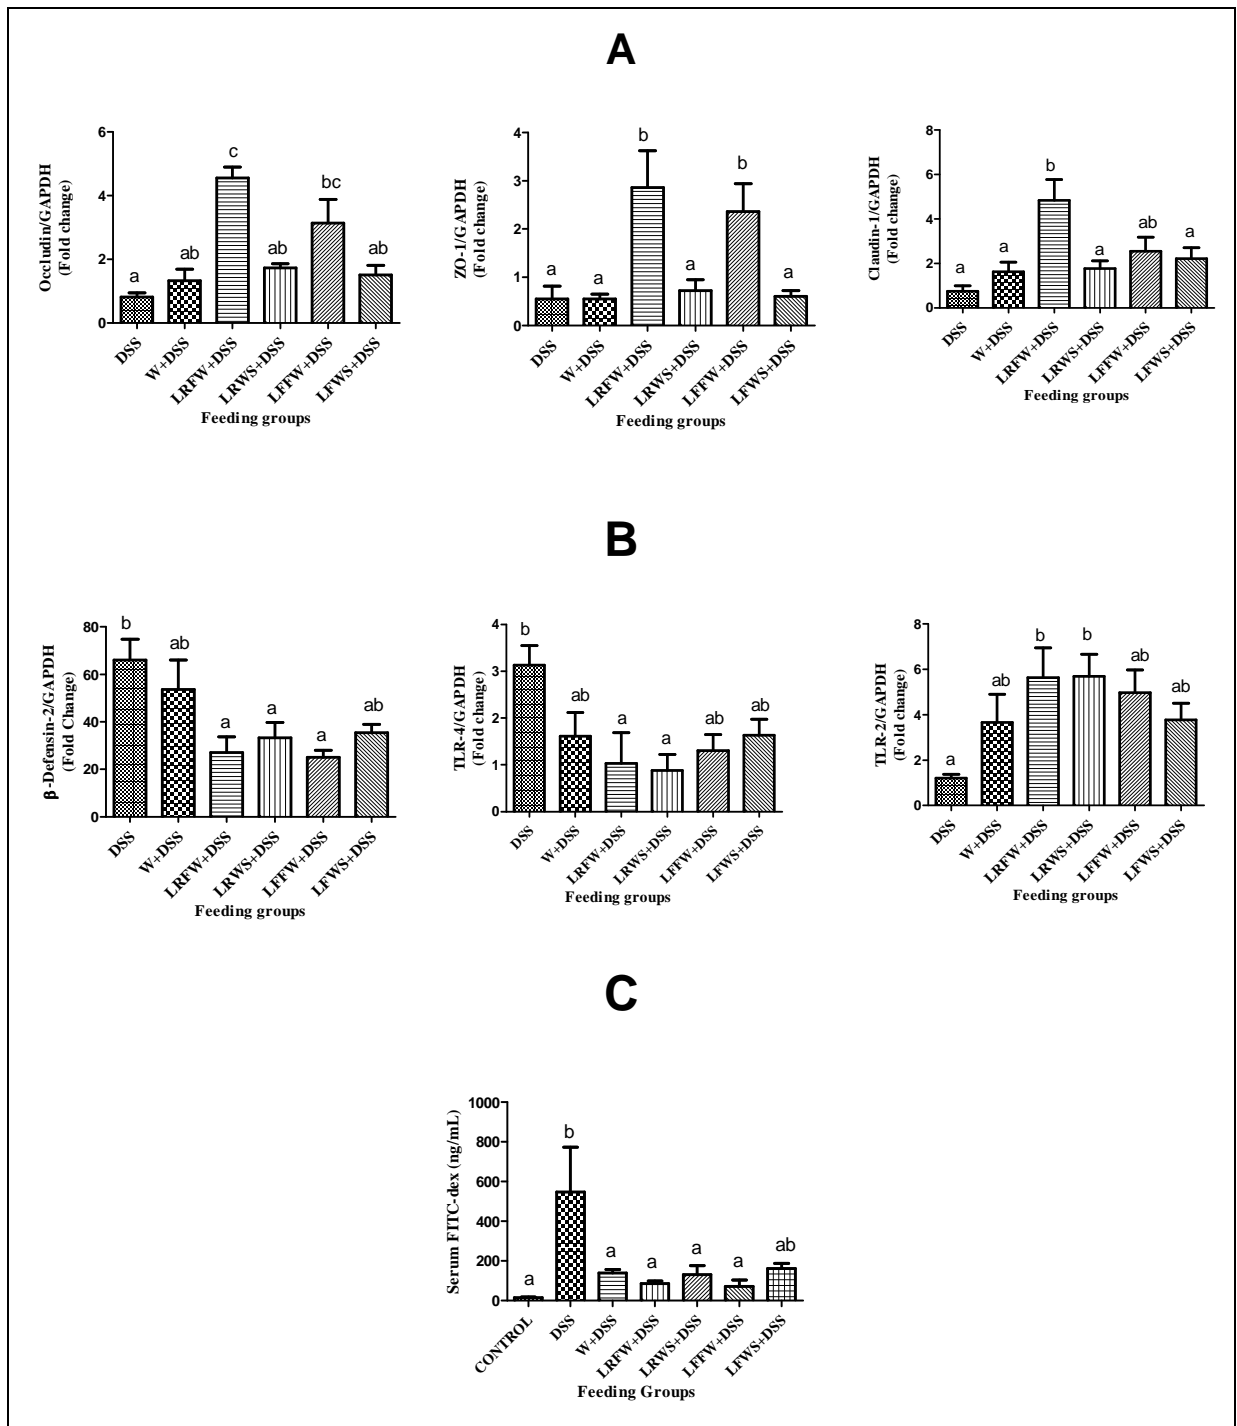 A
Occludin/GAPDH
(Fold change)
6
4
2
0
a
ab
c
ab
bc
ab
DSS
W+DSS
LRFW+DSS
LRWS+DSS
LFFW+DSS
LFWS+DSS
Feeding groups
ZO-1/GAPDH
(Fold change)
4
3
2
1
0
a
a
b
a
b
a
DSS
W+DSS
LRFW+DSS
LRWS+DSS
LFFW+DSS
LFWS+DSS
Feeding groups
Claudin-1/GAPDH
(Fold change)
8
6
4
2
0
a
a
b
a
ab
a
DSS
W+DSS
LRFW+DSS
LRWS+DSS
LFFW+DSS
LFWS+DSS
Feeding groups
B
β-Defensin-2/GAPDH
(Fold Change)
80
60
40
20
0
b
ab
a
a
a
ab
DSS
W+DSS
LRFW+DSS
LRWS+DSS
LFFW+DSS
LFWS+DSS
Feeding groups
TLR-4/GAPDH
(Fold change)
4
3
2
1
0
b
ab
a
a
ab
ab
DSS
W+DSS
LRFW+DSS
LRWS+DSS
LFFW+DSS
LFWS+DSS
Feeding groups
TLR-2/GAPDH
(Fold change)
8
6
4
2
0
a
ab
b
b
ab
ab
DSS
W+DSS
LRFW+DSS
LRWS+DSS
LFFW+DSS
LFWS+DSS
Feeding groups
C
Serum FITC-dex (ng/mL)
1000
800
600
400
200
0
a
b
a
a
a
a
ab
CONTROL
DSS
W+DSS
LRFW+DSS
LRWS+DSS
LFFW+DSS
LFWS+DSS
Feeding Groups